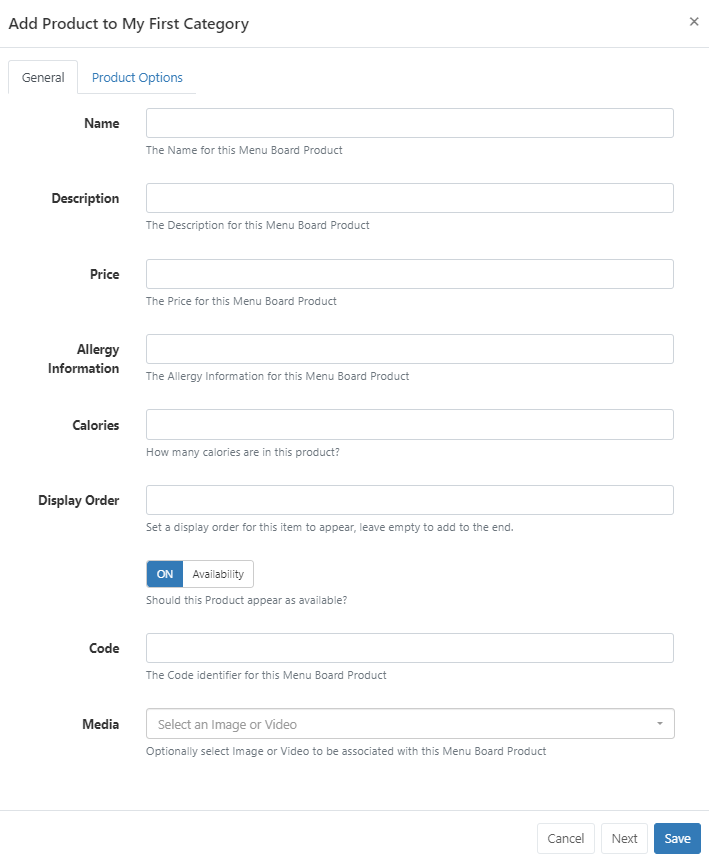 Add Product to My First Category ×
General Product Options
Name
The Name for this Menu Board Product
Description
The Description for this Menu Board Product
Price
The Price for this Menu Board Product
Allergy
Information
The Allergy Information for this Menu Board Product
Calories
How many calories are in this product?
Display Order
Set a display order for this item to appear, leave empty to add to the end.
ON Availability
Should this Product appear as available?
Code
The Code identifier for this Menu Board Product
Media Select an Image or Video
Optionally select Image or Video to be associated with this Menu Board Product
Cancel Next Save